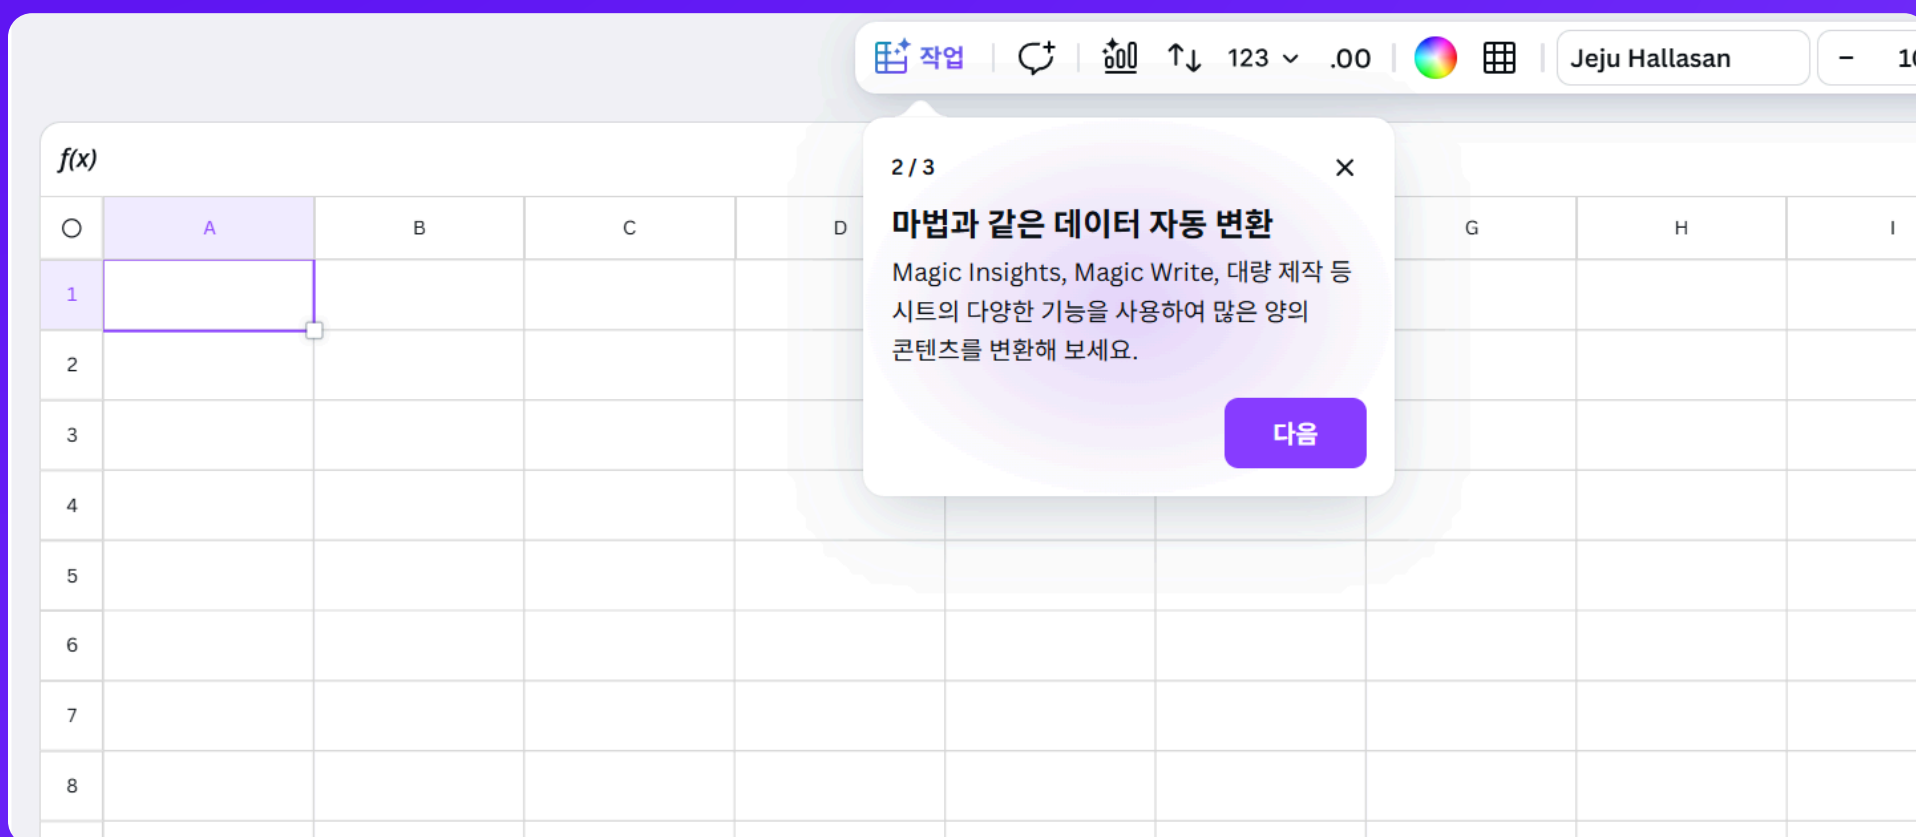 작업
123
.00
Jeju Hallasan
–
f(x)
A
B
C
D
G
H
I
1
2
3
4
5
6
7
8
2 / 3
마법과 같은 데이터 자동 변환
Magic Insights, Magic Write, 대량 제작 등
시트의 다양한 기능을 사용하여 많은 양의
콘텐츠를 변환해 보세요.
다음